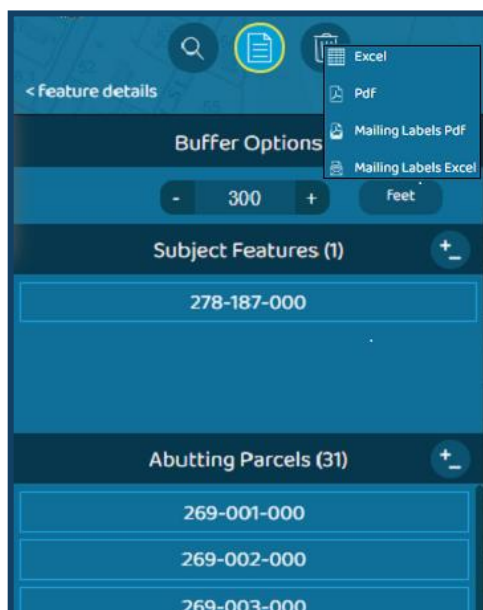 Excel
< feature details
Pdf
Buffer Options
Mailing Labels Pdf
Mailing Labels Excel
- 300 +
feet
Subject Features (1)
+_
278-187-000
Abutting Parcels (31)
+_
269-001-000
269-002-000
269-003-000